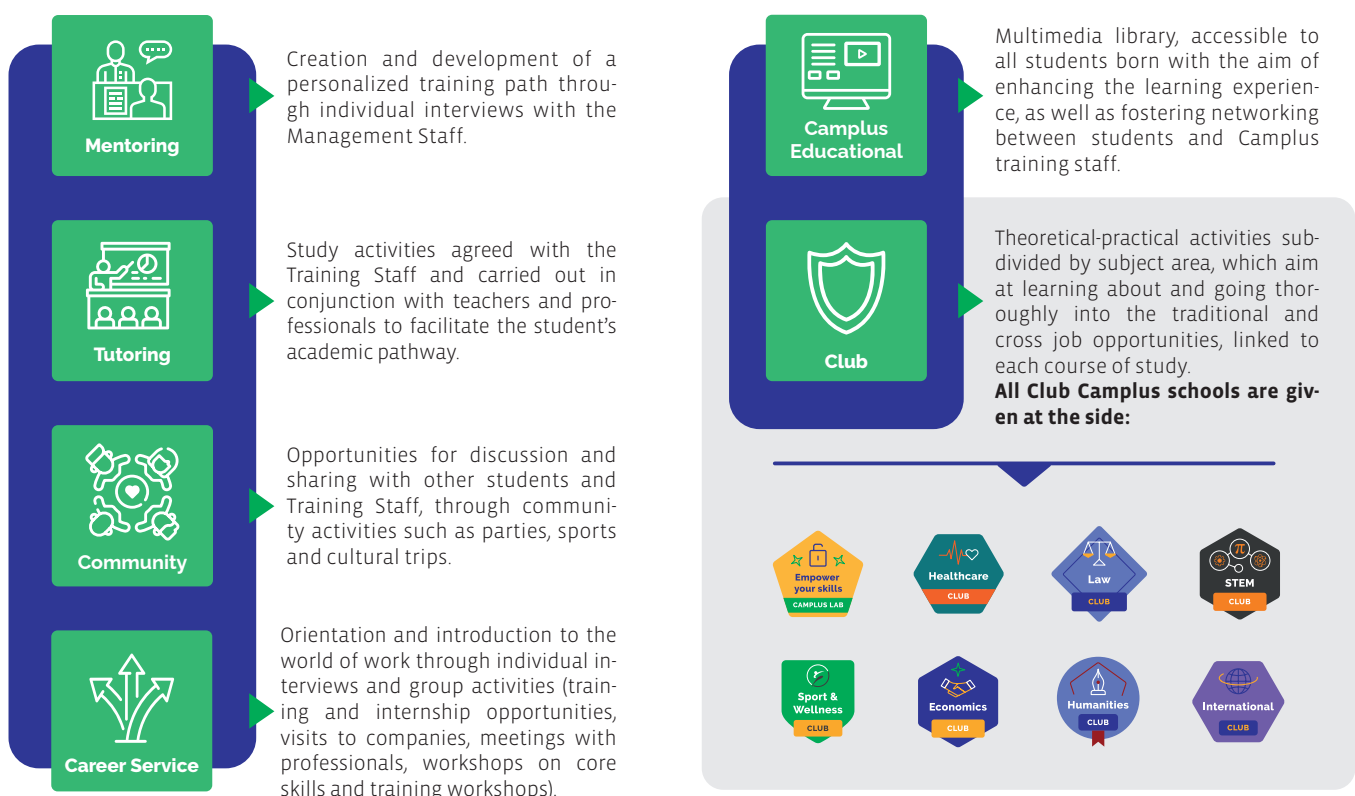 Mentoring
Creation and development of a
personalized training path throu-
gh individual interviews with the
Management Staff.
Tutoring
Study activities agreed with the
Training Staff and carried out in
conjunction with teachers and pro-
fessionals to facilitate the student's
academic pathway.
Community
Opportunities for discussion and
sharing with other students and
Training Staff, through communi-
ty activities such as parties, sports
and cultural trips.
Career Service
Orientation and introduction to the
world of work through individual in-
terviews and group activities (train-
ing and internship opportunities,
visits to companies, meetings with
professionals, workshops on core
skills and training workshops).
Camplus
Educational
Multimedia library, accessible to
all students born with the aim of
enhancing the learning experien-
ce, as well as fostering networking
between students and Camplus
training staff.
Club
Theoretical-practical activities sub-
divided by subject area, which aim
at learning about and going thor-
oughly into the traditional and
cross job opportunities, linked to
each course of study.
All Club Camplus schools are giv-
en at the side:
Empower
your skills
CAMPLUS LAB
Healthcare
CLUB
Law
CLUB
π
STEM
CLUB
Sport &
Wellness
CLUB
Economics
CLUB
Humanities
CLUB
International
CLUB